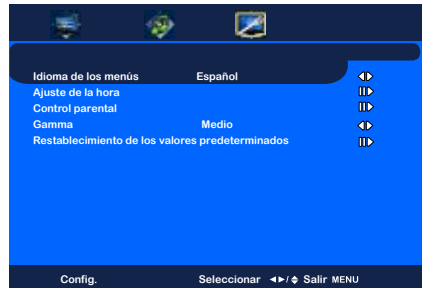 Idioma de los menús Español
Ajuste de la hora
Control parental
Gamma Medio
Restablecimiento de los valores predeterminados
Config. Seleccionar ◄►/♦ Salir MENU